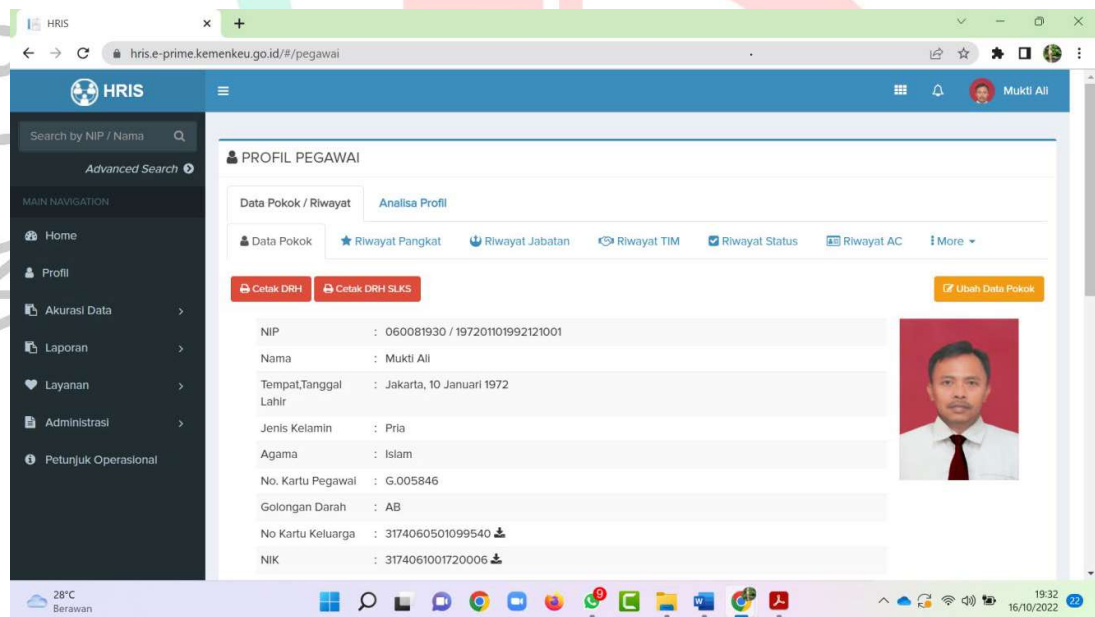 HRIS
hris.e-prime.kemenkeu.go.id/#/pegawai
HRIS
Mukti Ali
Search by NIP / Nama
Advanced Search
MAIN NAVIGATION
Home
Profil
Akurasi Data
Laporan
Layanan
Administrasi
Petunjuk Operasional
PROFIL PEGAWAI
Data Pokok / Riwayat Analisa Profil
Data Pokok Riwayat Pangkat Riwayat Jabatan Riwayat TIM Riwayat Status Riwayat AC More
Cetak DRH Cetak DRH SLKS Ubah Data Pokok
NIP : 060081930 / 197201101992121001
Nama : Mukti Ali
Tempat,Tanggal : Jakarta, 10 Januari 1972
Lahir
Jenis Kelamin : Pria
Agama : Islam
No. Kartu Pegawai : G.005846
Golongan Darah : AB
No Kartu Keluarga : 3174060501099540
NIK : 3174061001720006
28°C
Berawan
9
19:32
16/10/2022
22